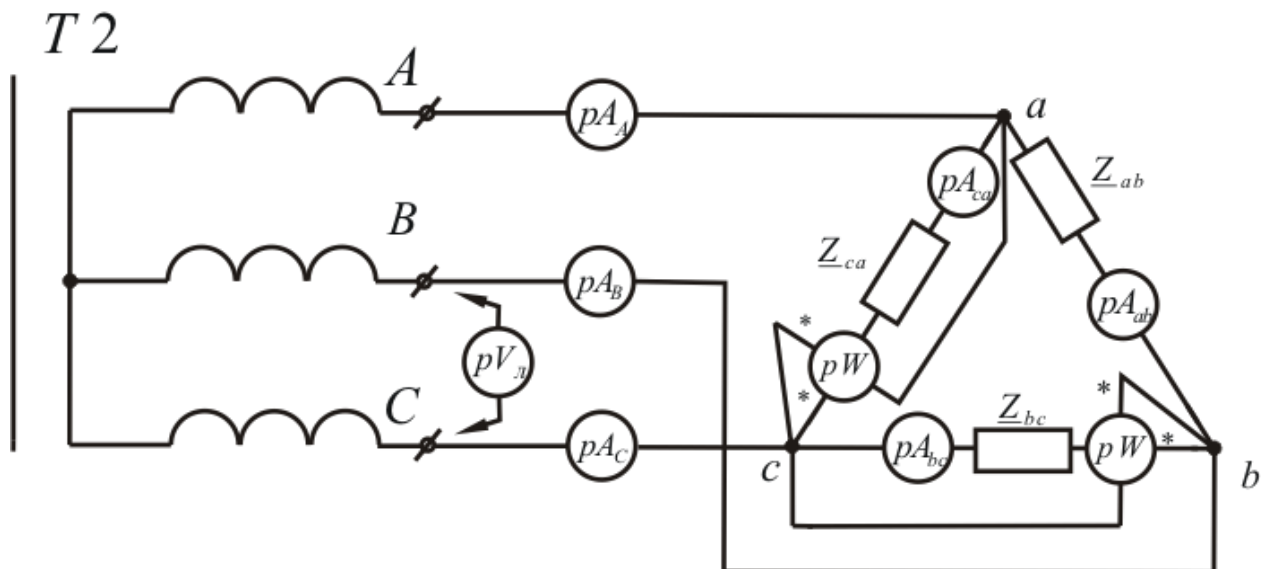 T 2
A
pA_A
a
pA_ca
Z_ab
B
Z_ca
pA_B
pA_ab
*
pV_л
pW
*
C
*
Z_bc
pW
*
pA_C
pA_bc
c
b